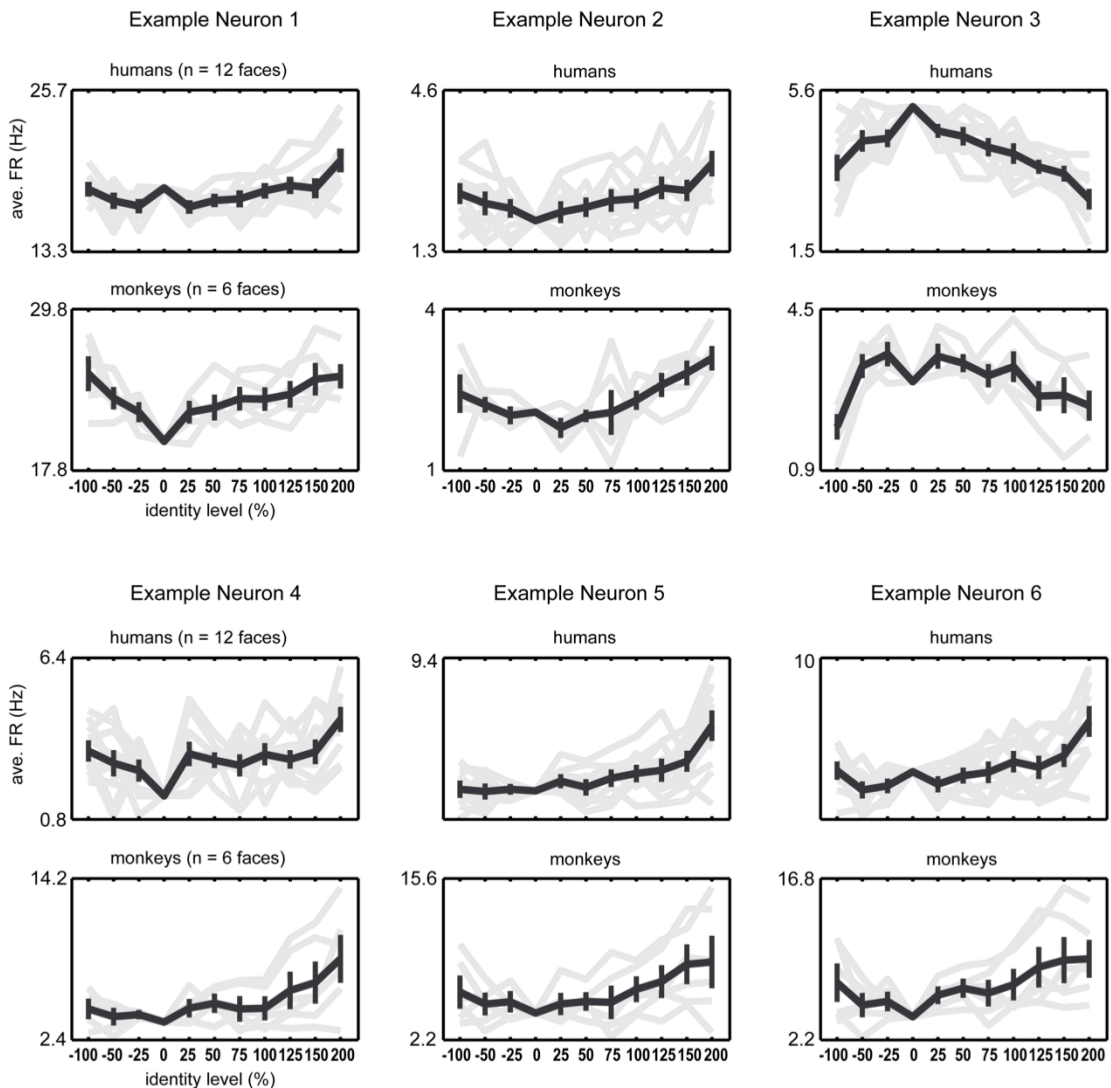 Example Neuron 1 Example Neuron 2 Example Neuron 3
humans (n = 12 faces) humans humans
25.7 4.6 5.6
ave. FR (Hz)
13.3 1.3 1.5
monkeys (n = 6 faces) monkeys monkeys
29.8 4 4.5
17.8 1 0.9
-100 -50 -25 0 25 50 75 100 125 150 200 -100 -50 -25 0 25 50 75 100 125 150 200 -100 -50 -25 0 25 50 75 100 125 150 200
identity level (%)
Example Neuron 4 Example Neuron 5 Example Neuron 6
humans (n = 12 faces) humans humans
6.4 9.4 10
ave. FR (Hz)
0.8
monkeys (n = 6 faces) monkeys monkeys
14.2 15.6 16.8
2.4 2.2 2.2
-100 -50 -25 0 25 50 75 100 125 150 200 -100 -50 -25 0 25 50 75 100 125 150 200 -100 -50 -25 0 25 50 75 100 125 150 200
identity level (%)